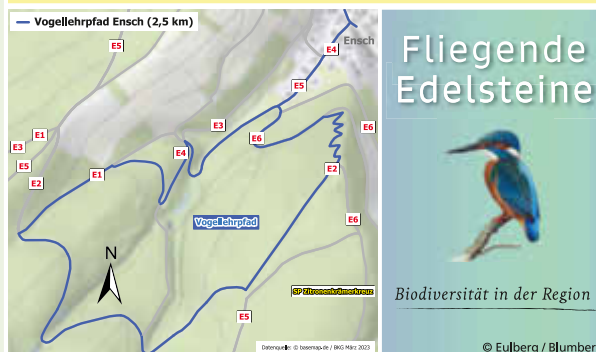 Vogellehrpfad Ensch (2,5 km)
E5
E4
Ensch
E5
E1
E3
E3
E6
E6
E5
E4
E1
E2
E2
Vogellehrpfad
E6
N
SP Zitronenkrämerkreuz
E5
Datenquelle: © basemap.de / BKG März 2023
Fliegende
Edelsteine
Biodiversität in der Region
© Eulberg / Blumber